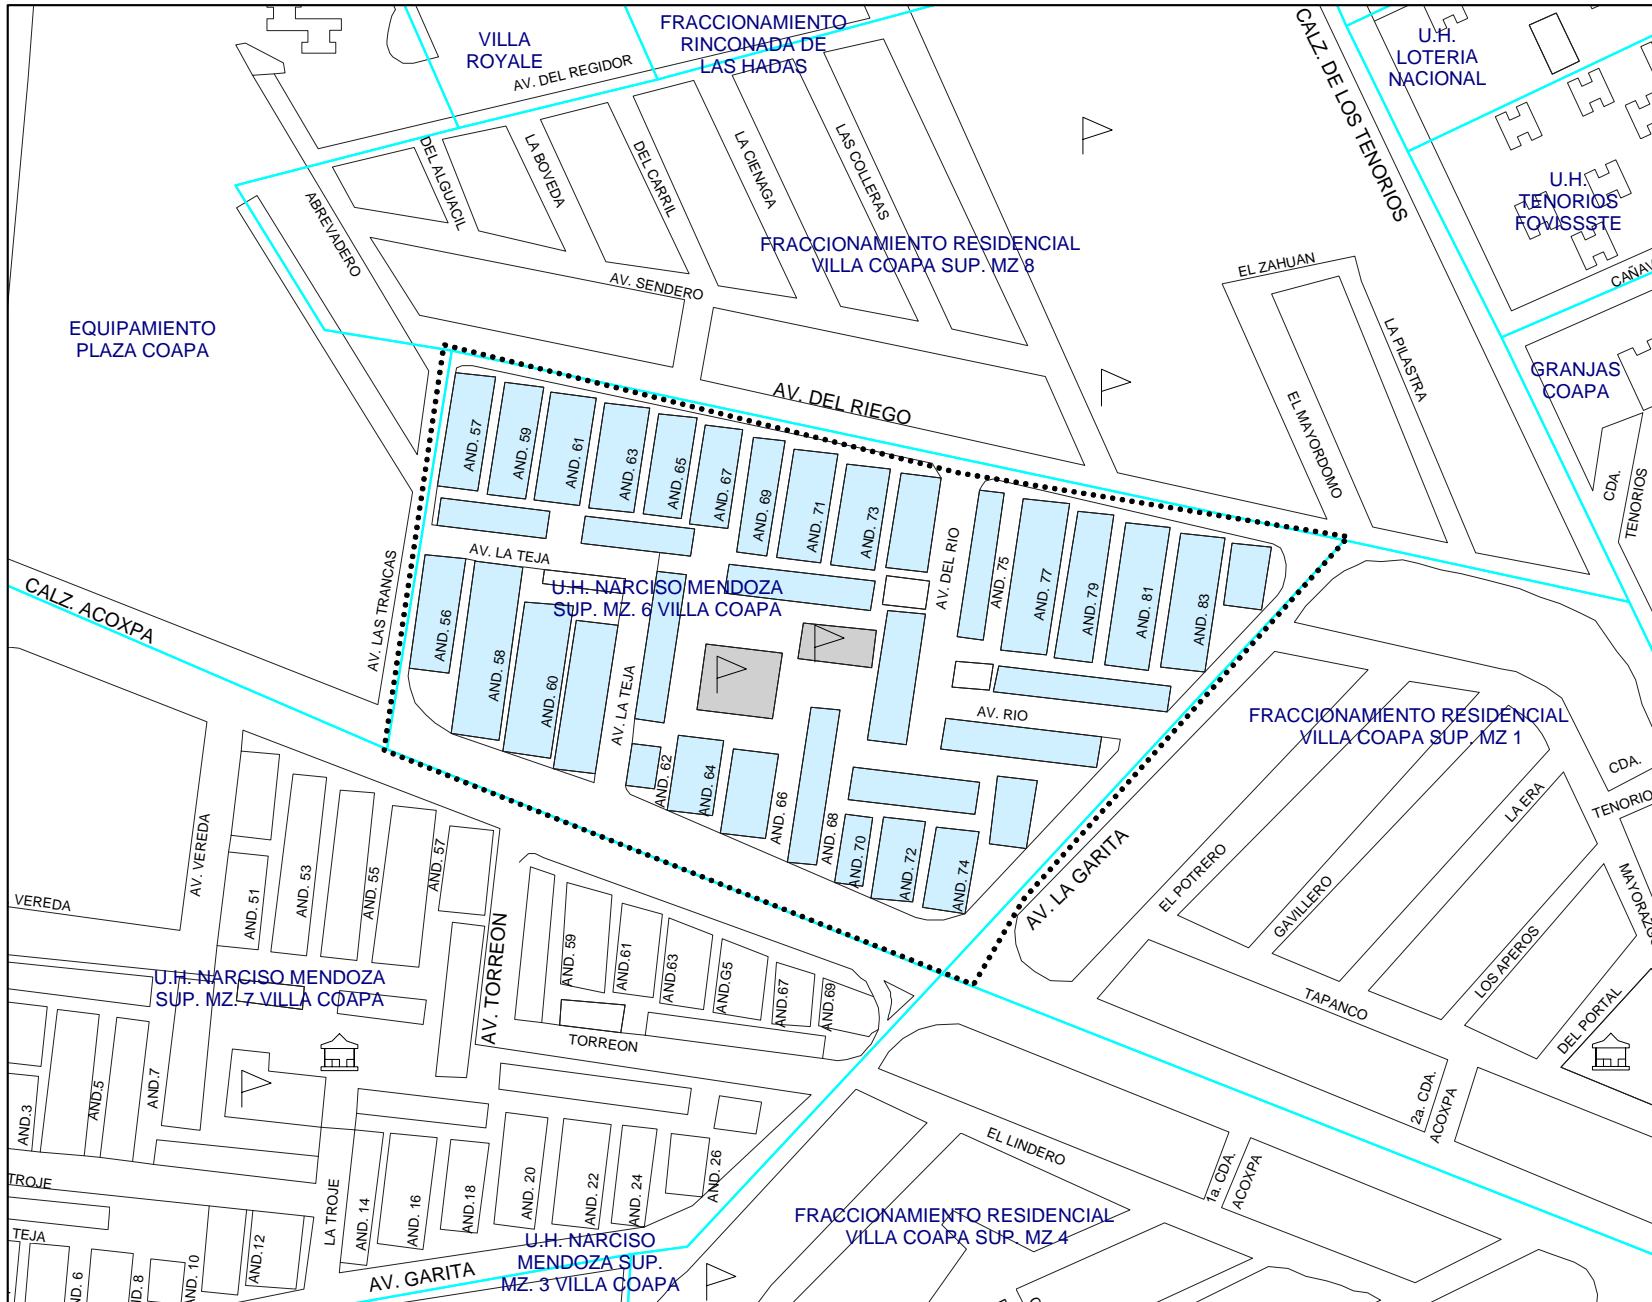 FRACCIONAMIENTO
RINCONADA DE
LAS HADAS
VILLA
ROYALE
AV. DEL REGIDOR
CALZ. DE LOS TENORIOS
U.H.
LOTERIA
NACIONAL
U.H.
TENORIOS
FOVISSSTE
DEL ALGUACIL
LA BOVEDA
DEL CARRIL
LA CIENAGA
LAS COLLERAS
ABREVADERO
FRACCIONAMIENTO RESIDENCIAL
VILLA COAPA SUP. MZ 8
AV. SENDERO
EL ZAHUAN
LA PILASTRA
EL MAYORDOMO
EQUIPAMIENTO
PLAZA COAPA
GRANJAS
COAPA
CDA.
TENORIOS
AV. DEL RIEGO
AND. 57
AND. 59
AND. 61
AND. 63
AND. 65
AND. 67
AND. 69
AND. 71
AND. 73
AV. DEL RIO
AND. 75
AND. 77
AND. 79
AND. 81
AND. 83
AV. LA TEJA
AV. LAS TRANCAS
CALZ. ACOXPA
U.H. NARCISO MENDOZA
SUP. MZ. 6 VILLA COAPA
AND. 56
AND. 58
AND. 60
AV. LA TEJA
AV. RIO
AND. 62
AND. 64
AND. 66
AND. 68
AND. 70
AND. 72
AND. 74
AV. LA GARITA
FRACCIONAMIENTO RESIDENCIAL
VILLA COAPA SUP. MZ 1
CDA.
LA ERA
EL POTRERO
GAVILLERO
LOS APEROS
DEL PORTAL
TAPANCO
2a. CDA.
ACOXPA
AV. VEREDA
VEREDA
AND. 51
AND. 53
AND. 55
AND. 57
AV. TORREON
AND. 59
AND.61
AND.63
AND.G5
AND.67
AND.69
TORREON
U.H. NARCISO MENDOZA
SUP. MZ. 7 VILLA COAPA
AND.3
AND.5
AND.7
TROJE
TEJA
LA TROJE
AND. 6
AND. 10
AND.12
AND. 14
AND. 16
AND.18
AND. 20
AND. 22
AND. 24
AND. 26
AV. GARITA
U.H. NARCISO
MENDOZA SUP.
MZ. 3 VILLA COAPA
EL LINDERO
1a. CDA.
ACOXPA
FRACCIONAMIENTO RESIDENCIAL
VILLA COAPA SUP. MZ 4